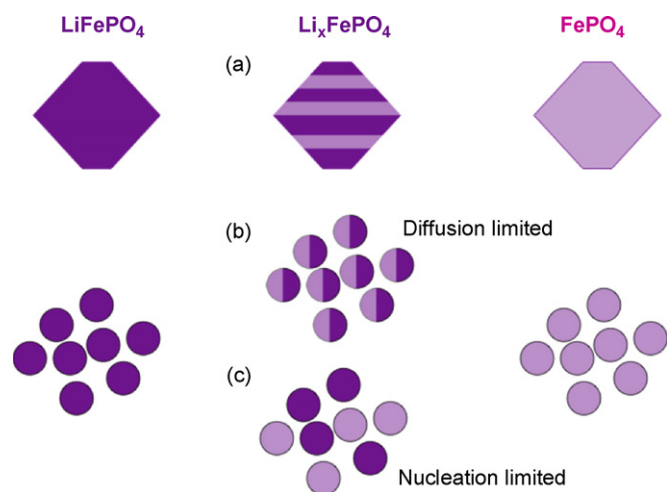 LiFePO₄
LiₓFePO₄
FePO₄
(a)
(b)
Diffusion limited
(c)
Nucleation limited